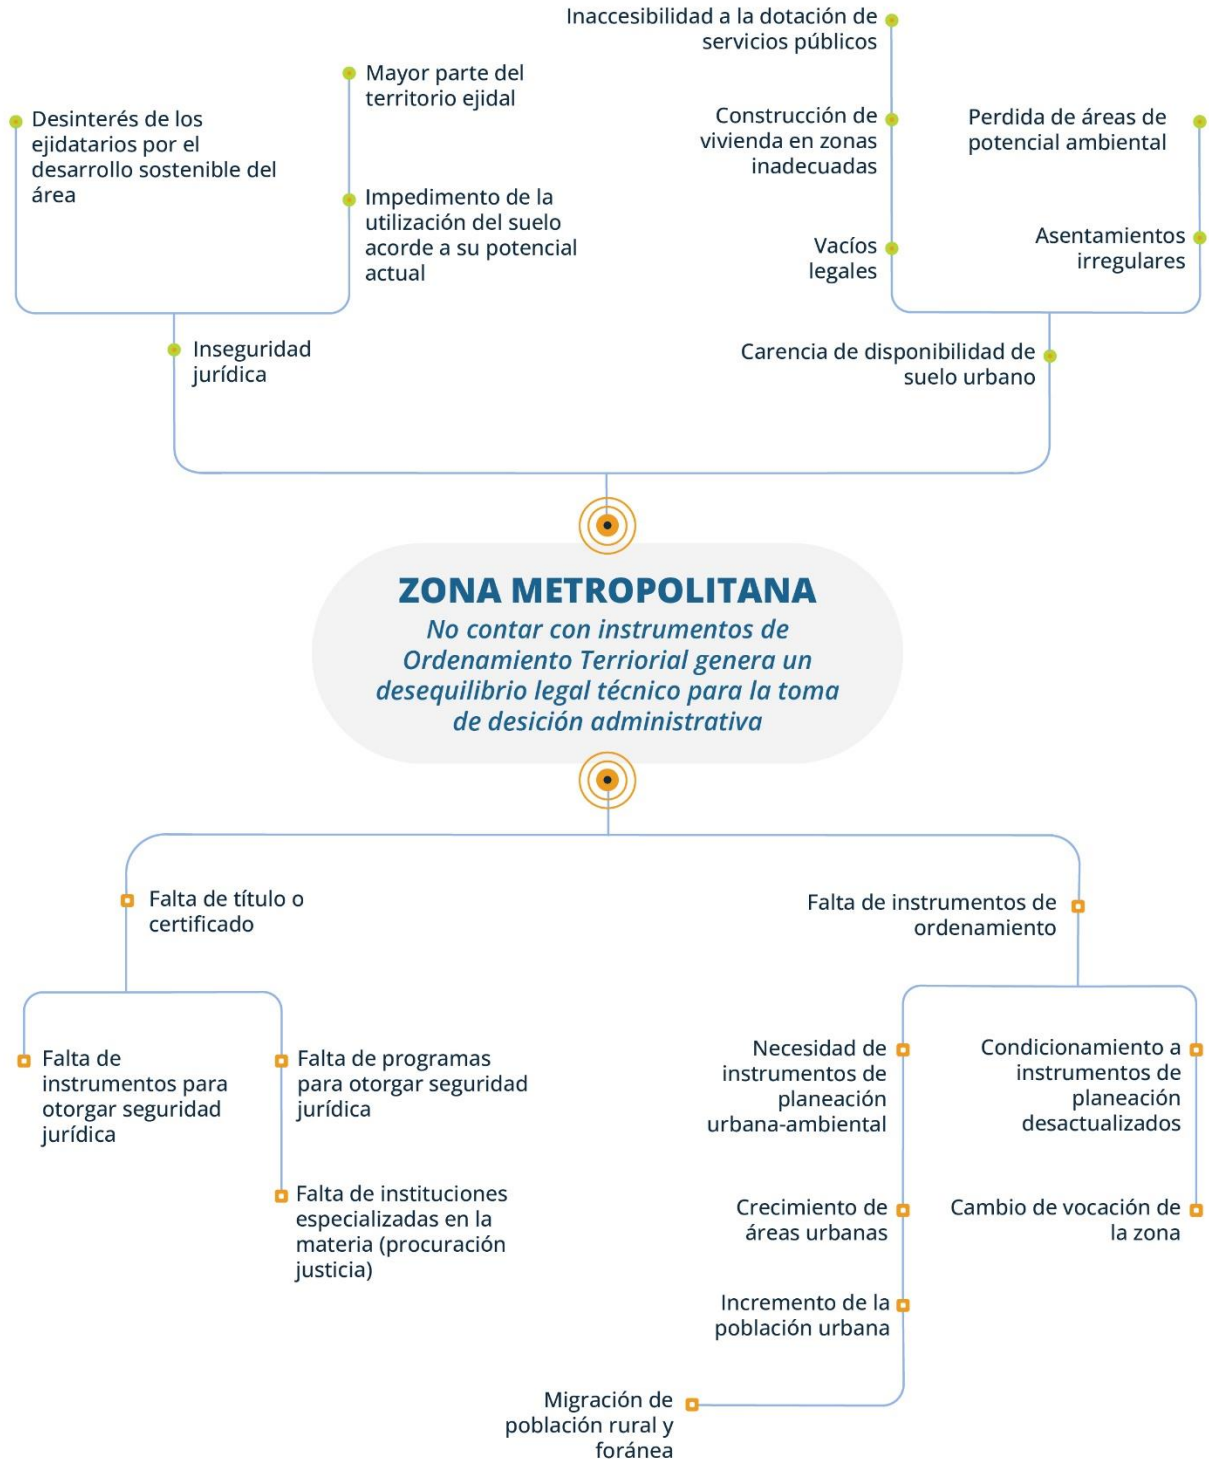 Inaccesibilidad a la dotación de
servicios públicos
Mayor parte del
territorio ejidal
Desinterés de los
ejidatarios por el
desarrollo sostenible del
área
Construcción de
vivienda en zonas
inadecuadas
Perdida de áreas de
potencial ambiental
Impedimento de la
utilización del suelo
acorde a su potencial
actual
Vacíos
legales
Asentamientos
irregulares
Inseguridad
jurídica
Carencia de disponibilidad de
suelo urbano
ZONA METROPOLITANA
No contar con instrumentos de
Ordenamiento Terriorial genera un
desequilibrio legal técnico para la toma
de desición administrativa
Falta de título o
certificado
Falta de instrumentos de
ordenamiento
Falta de
instrumentos para
otorgar seguridad
jurídica
Falta de programas
para otorgar seguridad
jurídica
Necesidad de
instrumentos de
planeación
urbana-ambiental
Condicionamiento a
instrumentos de
planeación
desactualizados
Falta de instituciones
especializadas en la
materia (procuración
justicia)
Crecimiento de
áreas urbanas
Cambio de vocación de
la zona
Incremento de la
población urbana
Migración de
población rural y
foránea